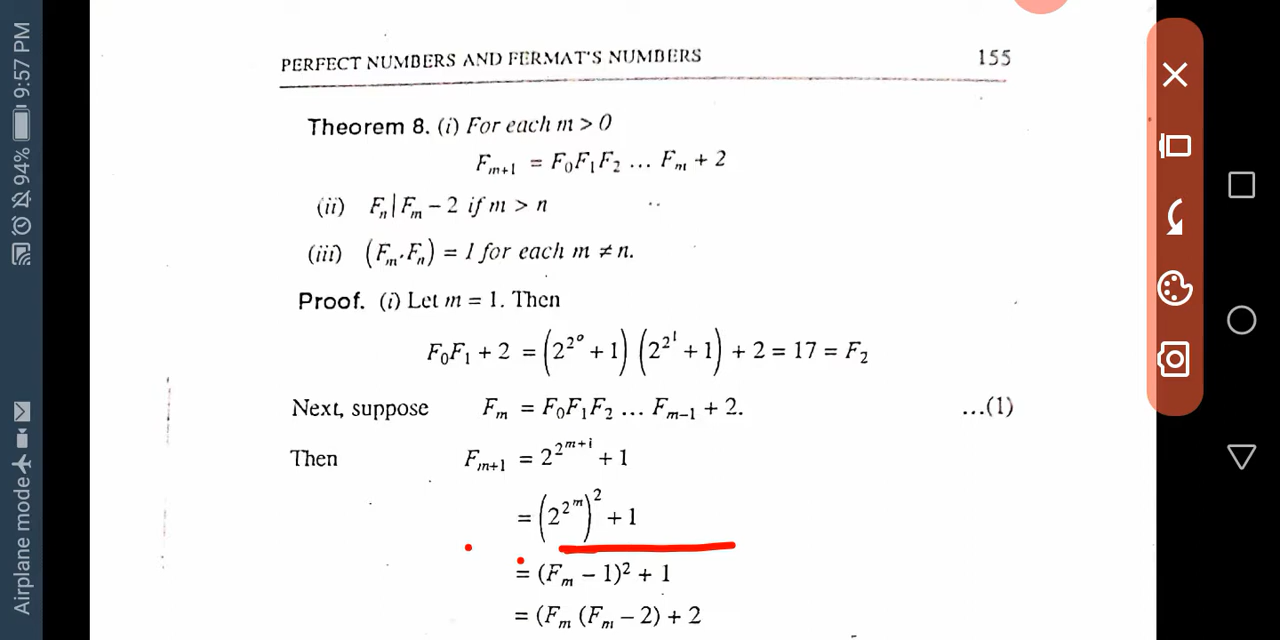 PERFECT NUMBERS AND FERMAT'S NUMBERS 155
Theorem 8. (i) For each m > 0
F_{m+1} = F_0F_1F_2 ... F_m + 2
(ii) F_n | F_m − 2 if m > n
(iii) (F_m, F_n) = 1 for each m ≠ n.
Proof. (i) Let m = 1. Then
F_0F_1 + 2 = (2^{2^0} + 1) (2^{2^1} + 1) + 2 = 17 = F_2
Next, suppose F_m = F_0F_1F_2 ... F_{m−1} + 2. ...(1)
Then F_{m+1} = 2^{2^{m+1}} + 1
= (2^{2^m})^2 + 1
= (F_m − 1)^2 + 1
= (F_m (F_m − 2) + 2
Airplane mode 94% 9:57 PM